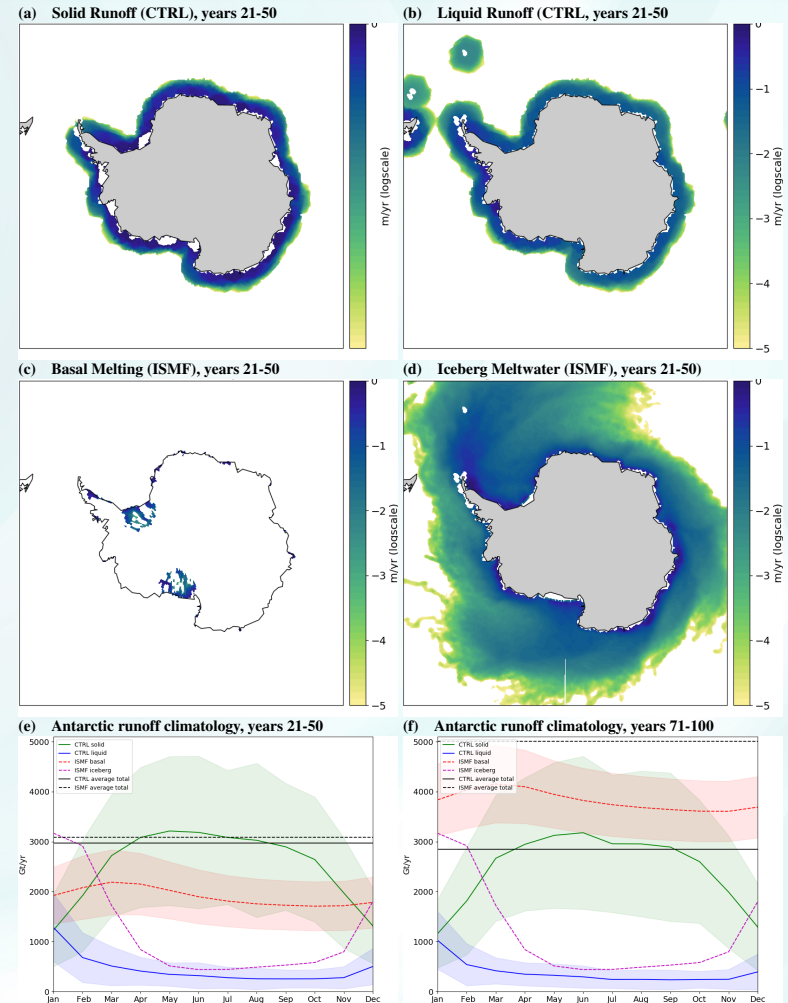 (a) Solid Runoff (CTRL), years 21-50
(b) Liquid Runoff (CTRL, years 21-50
0
m/yr (logscale)
0
−1
−2
−3
−4
−5
m/yr (logscale)
(c) Basal Melting (ISMF), years 21-50
(d) Iceberg Meltwater (ISMF), years 21-50)
0
−1
−2
−3
−4
−5
m/yr (logscale)
0
−1
−2
−3
−4
−5
m/yr (logscale)
(e) Antarctic runoff climatology, years 21-50
(f) Antarctic runoff climatology, years 71-100
CTRL solid
CTRL liquid
ISMF basal
ISMF iceberg
CTRL average total
ISMF average total
5000
4000
3000
2000
1000
0
Gt/yr
Jan Feb Mar Apr May Jun Jul Aug Sep Oct Nov Dec
CTRL solid
CTRL liquid
ISMF basal
ISMF iceberg
CTRL average total
ISMF average total
5000
4000
3000
2000
1000
0
Gt/yr
Jan Feb Mar Apr May Jun Jul Aug Sep Oct Nov Dec